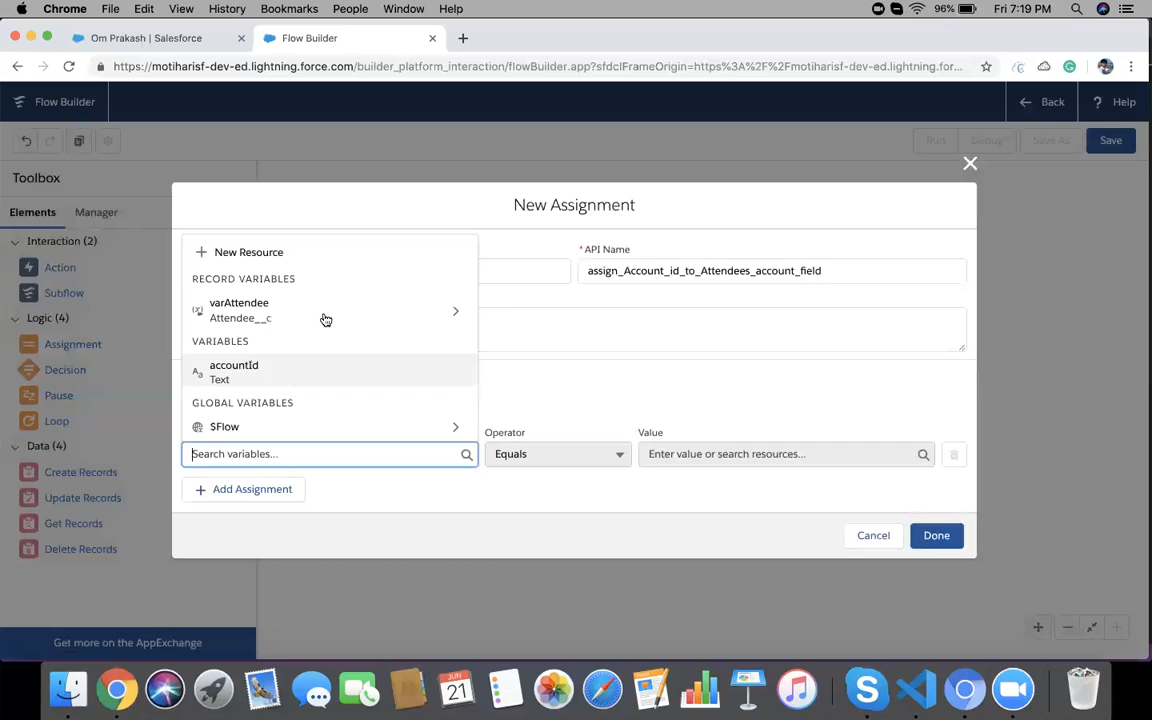 Chrome File Edit View History Bookmarks People Window Help 96% Fri 7:19 PM
Om Prakash | Salesforce
Flow Builder
https://motiharisf-dev-ed.lightning.force.com/builder_platform_interaction/flowBuilder.app?sfdcIFrameOrigin=https%3A%2F%2Fmotiharisf-dev-ed.lightning.for...
Flow Builder
Back
? Help
Run Debug Save As Save
Toolbox
Elements Manager
Interaction (2)
Action
Subflow
Logic (4)
Assignment
Decision
Pause
Loop
Data (4)
Create Records
Update Records
Get Records
Delete Records
Get more on the AppExchange
New Assignment
* API Name
assign_Account_id_to_Attendees_account_field
New Resource
RECORD VARIABLES
varAttendee
Attendee__c
VARIABLES
accountId
Text
GLOBAL VARIABLES
$Flow
Operator
Value
Search variables...
Equals
Enter value or search resources...
Add Assignment
Cancel
Done
JUN
21